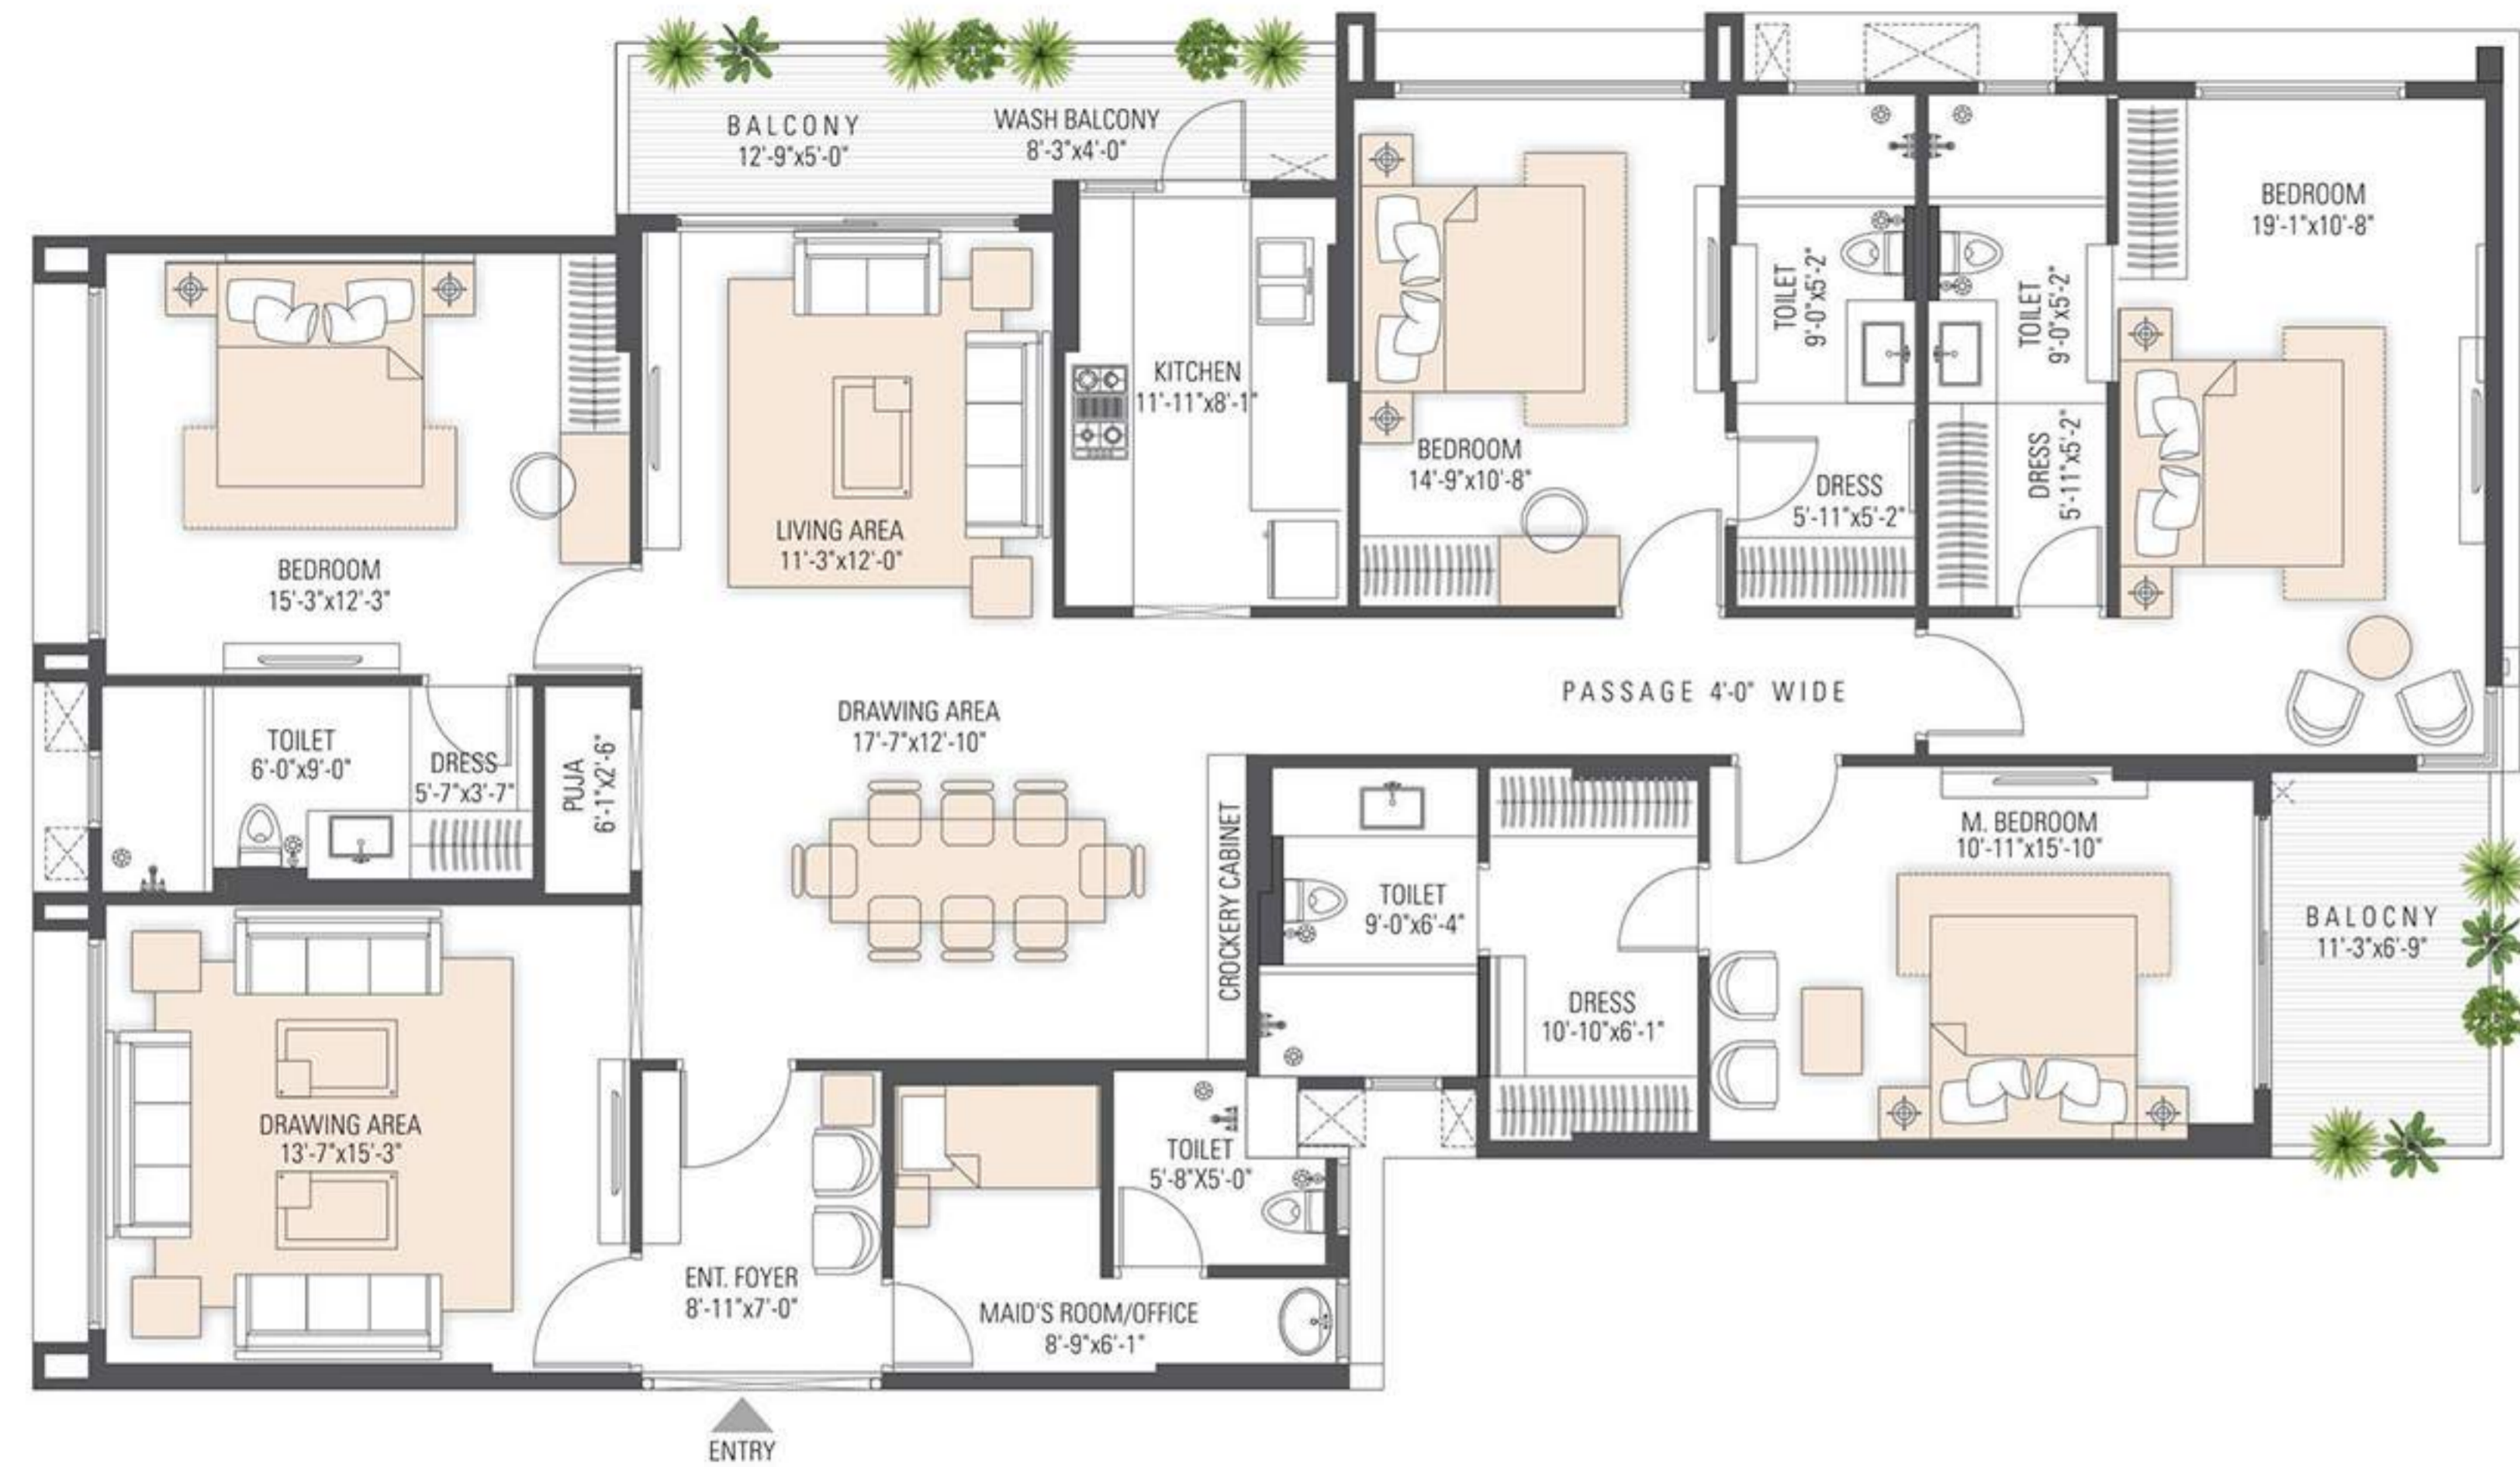 BALCONY
12'-9"x5'-0"
WASH BALCONY
8'-3"x4'-0"
BEDROOM
19'-1"x10'-8"
TOILET
9'-0"x5'-2"
TOILET
9'-0"x5'-2"
KITCHEN
11'-11"x8'-1"
BEDROOM
14'-9"x10'-8"
DRESS
5'-11"x5'-2"
DRESS
5'-11"x5'-2"
LIVING AREA
11'-3"x12'-0"
BEDROOM
15'-3"x12'-3"
PASSAGE 4'-0" WIDE
DRAWING AREA
17'-7"x12'-10"
TOILET
6'-0"x9'-0"
DRESS
5'-7"x3'-7"
PUJA
6'-1"x2'-6"
CROCKERY CABINET
M. BEDROOM
10'-11"x15'-10"
TOILET
9'-0"x6'-4"
BALOCNY
11'-3"x6'-9"
DRESS
10'-10"x6'-1"
DRAWING AREA
13'-7"x15'-3"
TOILET
5'-8"X5'-0"
ENT. FOYER
8'-11"x7'-0"
MAID'S ROOM/OFFICE
8'-9"x6'-1"
ENTRY